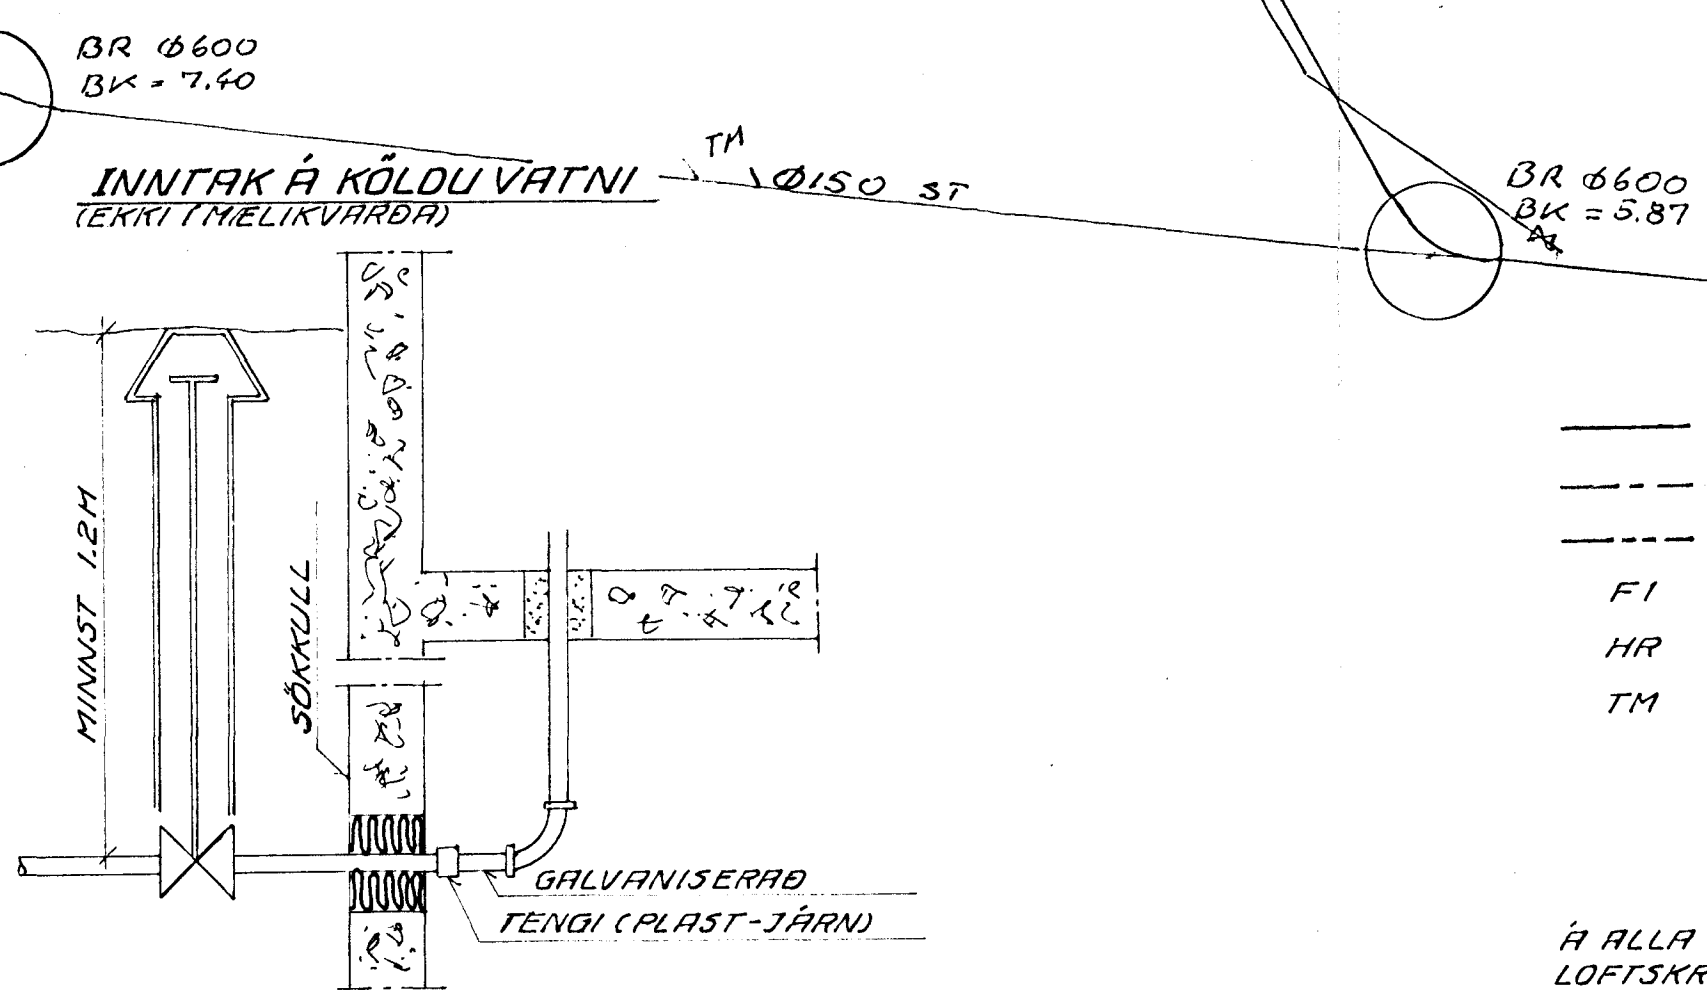 BR Ø600
BK = 7.40
TM
Ø150 ST
BR Ø600
BK = 5.87
INNTAK Á KÖLDU VATNI
(EKKI Í MÆLIKVARÐA)
MINNST 1.2M
SÖKKULL
GALVANISERAÐ
TENGI (PLAST-JÁRN)
F1
HR
TM
Á ALLA
LOFTSKR